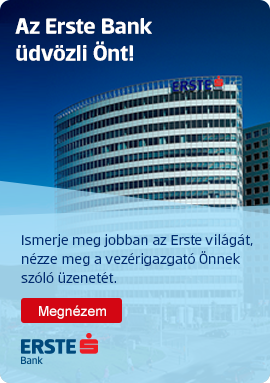 Az Erste Bank
üdvözli Önt!
ERSTE
Ismerje meg jobban az Erste világát,
nézze meg a vezérigazgató Önnek
szóló üzenetét.
Megnézem
ERSTE
Bank